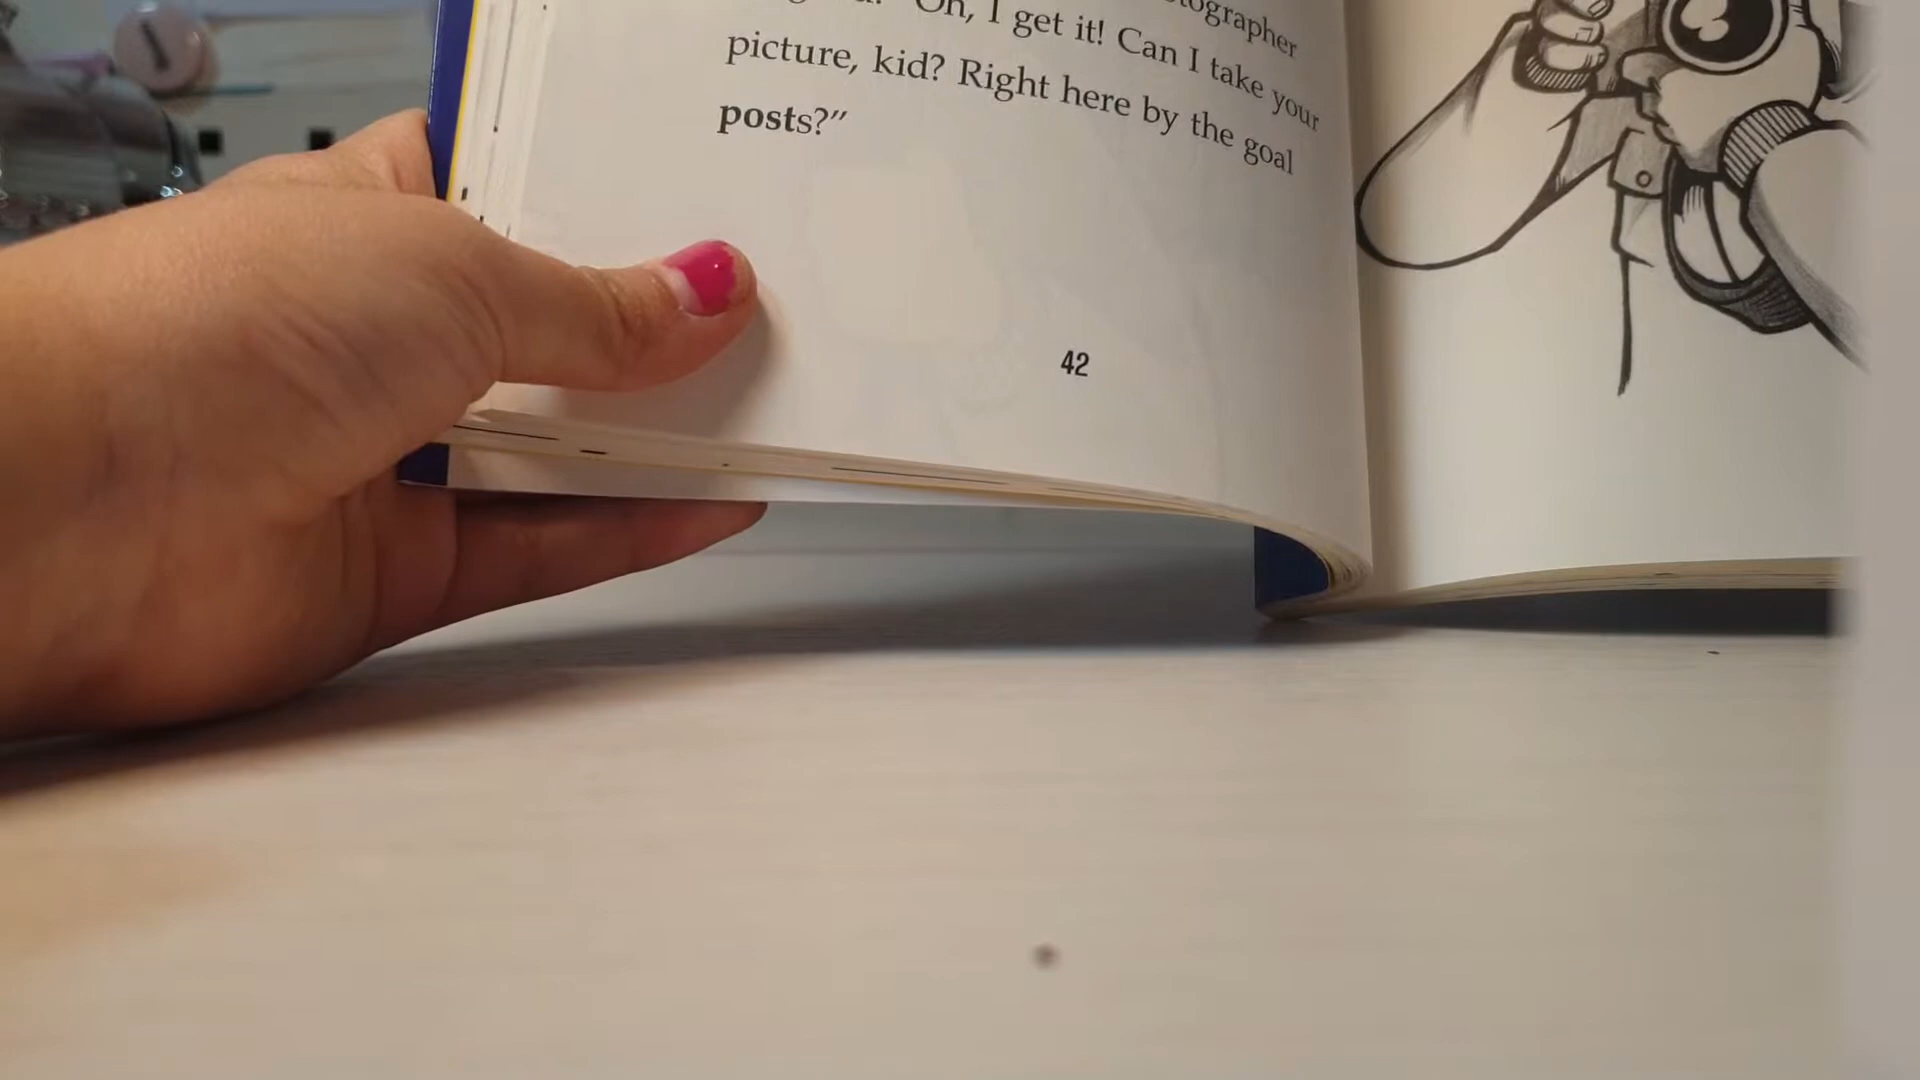 Oh, I get it! Can I take your
picture, kid? Right here by the goal
posts?”
42